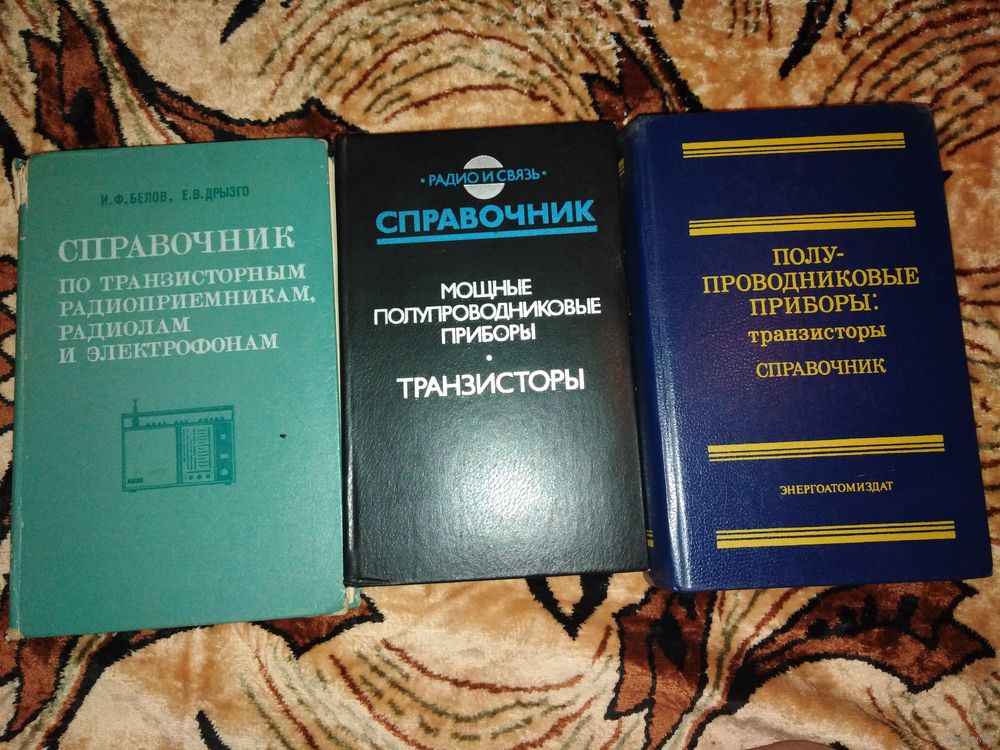 И.Ф.БЕЛОВ, Е.В.ДРЫЗГО
СПРАВОЧНИК
ПО ТРАНЗИСТОРНЫМ
РАДИОПРИЕМНИКАМ,
РАДИОЛАМ
И ЭЛЕКТРОФОНАМ
• РАДИО И СВЯЗЬ •
СПРАВОЧНИК
МОЩНЫЕ
ПОЛУПРОВОДНИКОВЫЕ
ПРИБОРЫ
•
ТРАНЗИСТОРЫ
ПОЛУ-
ПРОВОДНИКОВЫЕ
ПРИБОРЫ:
транзисторы
СПРАВОЧНИК
ЭНЕРГОАТОМИЗДАТ